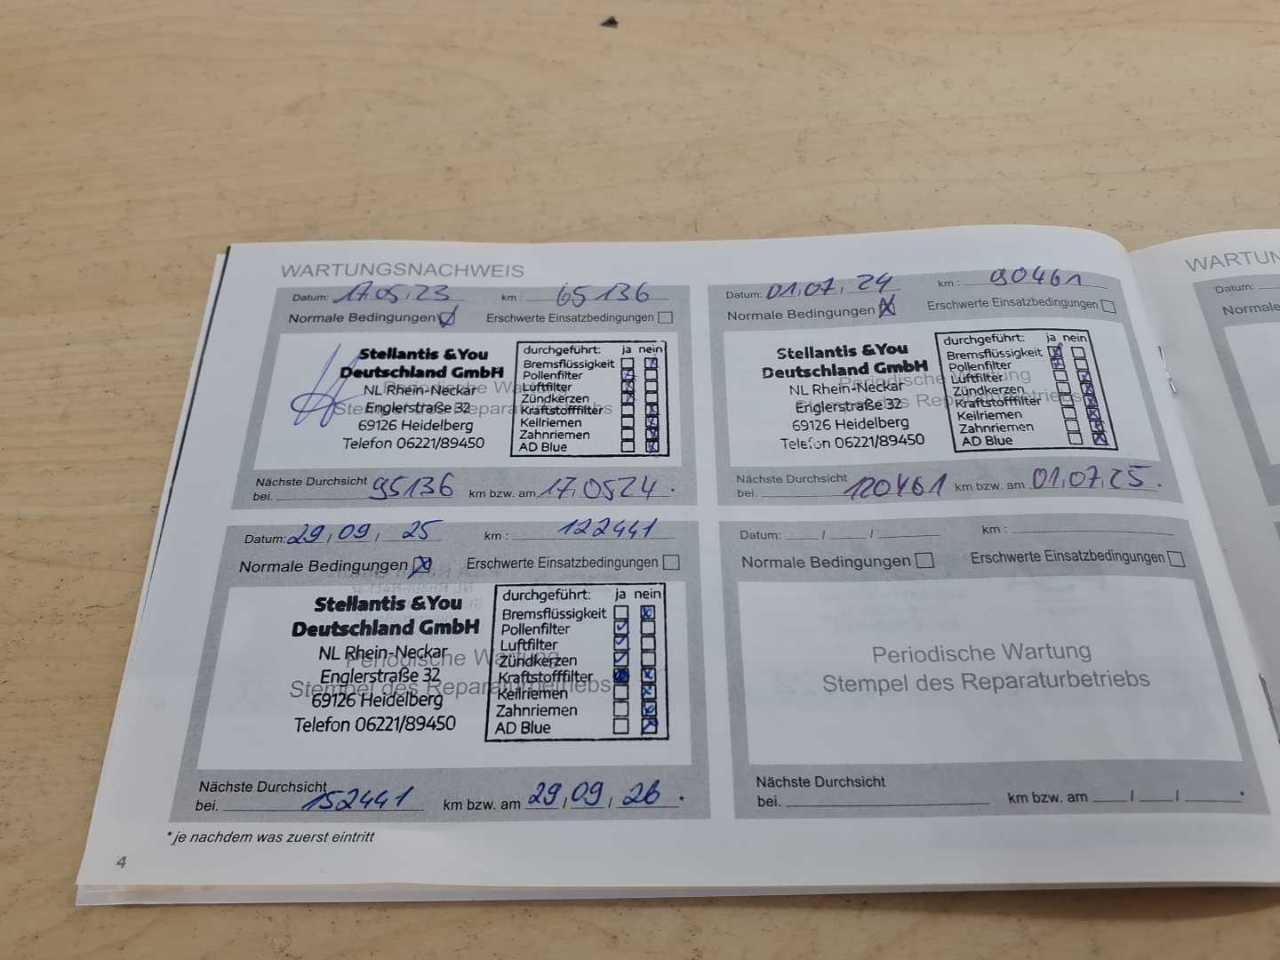 WARTUNGSNACHWEIS
Datum: 17.05.23 km: 65136
Normale Bedingungen Erschwerte Einsatzbedingungen
Stellantis &You
Deutschland GmbH
NL Rhein-Neckar
Englerstraße 32
69126 Heidelberg
Telefon 06221/89450
durchgeführt: ja nein
Bremsflüssigkeit
Pollenfilter
Luftfilter
Zündkerzen
Kraftstofffilter
Keilriemen
Zahnriemen
AD Blue
Nächste Durchsicht
bei. 95136 km bzw. am 17.0524.
Datum: 01.07.24 km: 90461
Normale Bedingungen Erschwerte Einsatzbedingungen
Stellantis &You
Deutschland GmbH
NL Rhein-Neckar
Englerstraße 32
69126 Heidelberg
Telefon 06221/89450
durchgeführt: ja nein
Bremsflüssigkeit
Pollenfilter
Luftfilter
Zündkerzen
Kraftstofffilter
Keilriemen
Zahnriemen
AD Blue
Nächste Durchsicht
bei. 120461 km bzw. am 01.07.25.
Datum: 29/09/25 km: 122441
Normale Bedingungen Erschwerte Einsatzbedingungen
Stellantis &You
Deutschland GmbH
NL Rhein-Neckar
Englerstraße 32
69126 Heidelberg
Telefon 06221/89450
Periodische Wartung
Stempel des Reparaturbetriebs
durchgeführt: ja nein
Bremsflüssigkeit
Pollenfilter
Luftfilter
Zündkerzen
Kraftstofffilter
Keilriemen
Zahnriemen
AD Blue
Nächste Durchsicht
bei. 152441 km bzw. am 29/09/26 *
Datum: / / km:
Normale Bedingungen Erschwerte Einsatzbedingungen
Periodische Wartung
Stempel des Reparaturbetriebs
Nächste Durchsicht
bei. km bzw. am / / *
* je nachdem was zuerst eintritt
4
WARTUN
Datum:
Normale